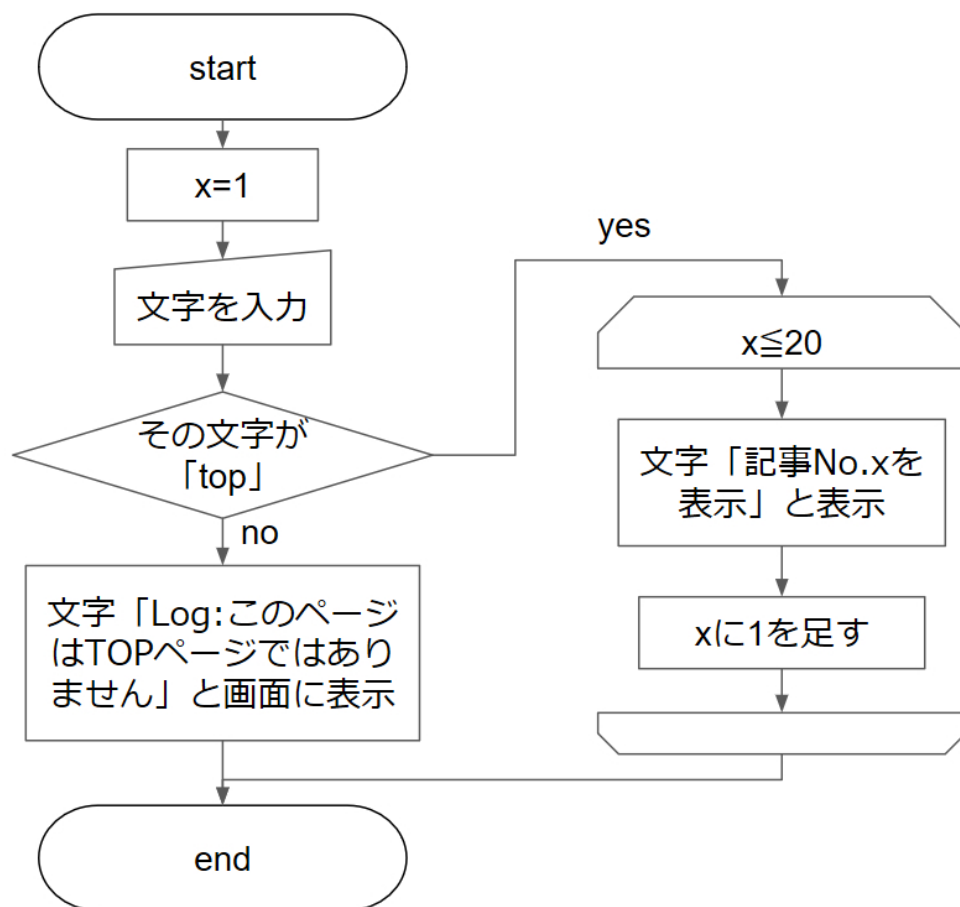 start
x=1
文字を入力
その文字が
「top」
yes
no
文字「Log:このページ
はTOPページではあり
ません」と画面に表示
x≦20
文字「記事No.xを
表示」と表示
xに1を足す
end